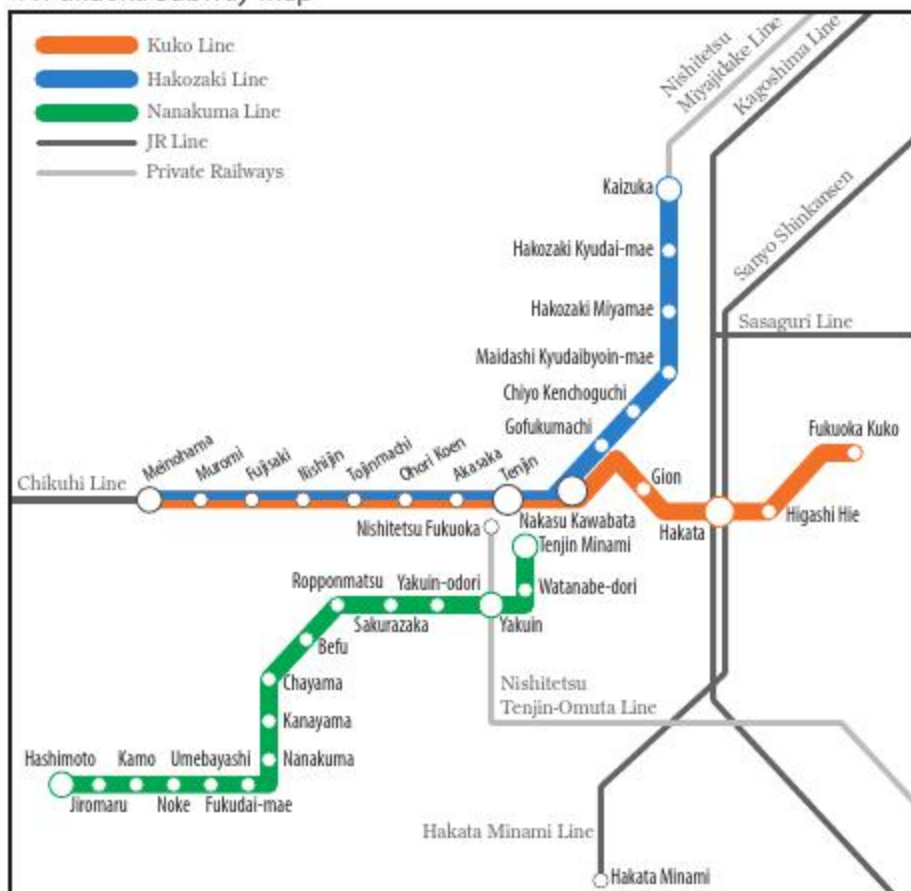 Kuko Line
Hakozaki Line
Nanakuma Line
JR Line
Private Railways
Nishitetsu
Miyajidake Line
Kagoshima Line
Sanyo Shinkansen
Sasaguri Line
Kaizuka
Hakozaki Kyudai-mae
Hakozaki Miyamae
Maidashi Kyudaibyoin-mae
Chiyo Kenchoguchi
Gofukumachi
Fukuoka Kuko
Chikuhi Line
Meinohama
Muromi
Fujisaki
Nishijin
Tojinmachi
Ohori Koen
Akasaka
Tenjin
Nakasu Kawabata
Gion
Hakata
Higashi Hie
Nishitetsu Fukuoka
Tenjin Minami
Watanabe-dori
Yakuin
Yakuin-odori
Sakurazaka
Ropponmatsu
Befu
Chayama
Kanayama
Nanakuma
Fukudai-mae
Umebayashi
Noke
Kamo
Jiromaru
Hashimoto
Nishitetsu
Tenjin-Omuta Line
Hakata Minami Line
Hakata Minami